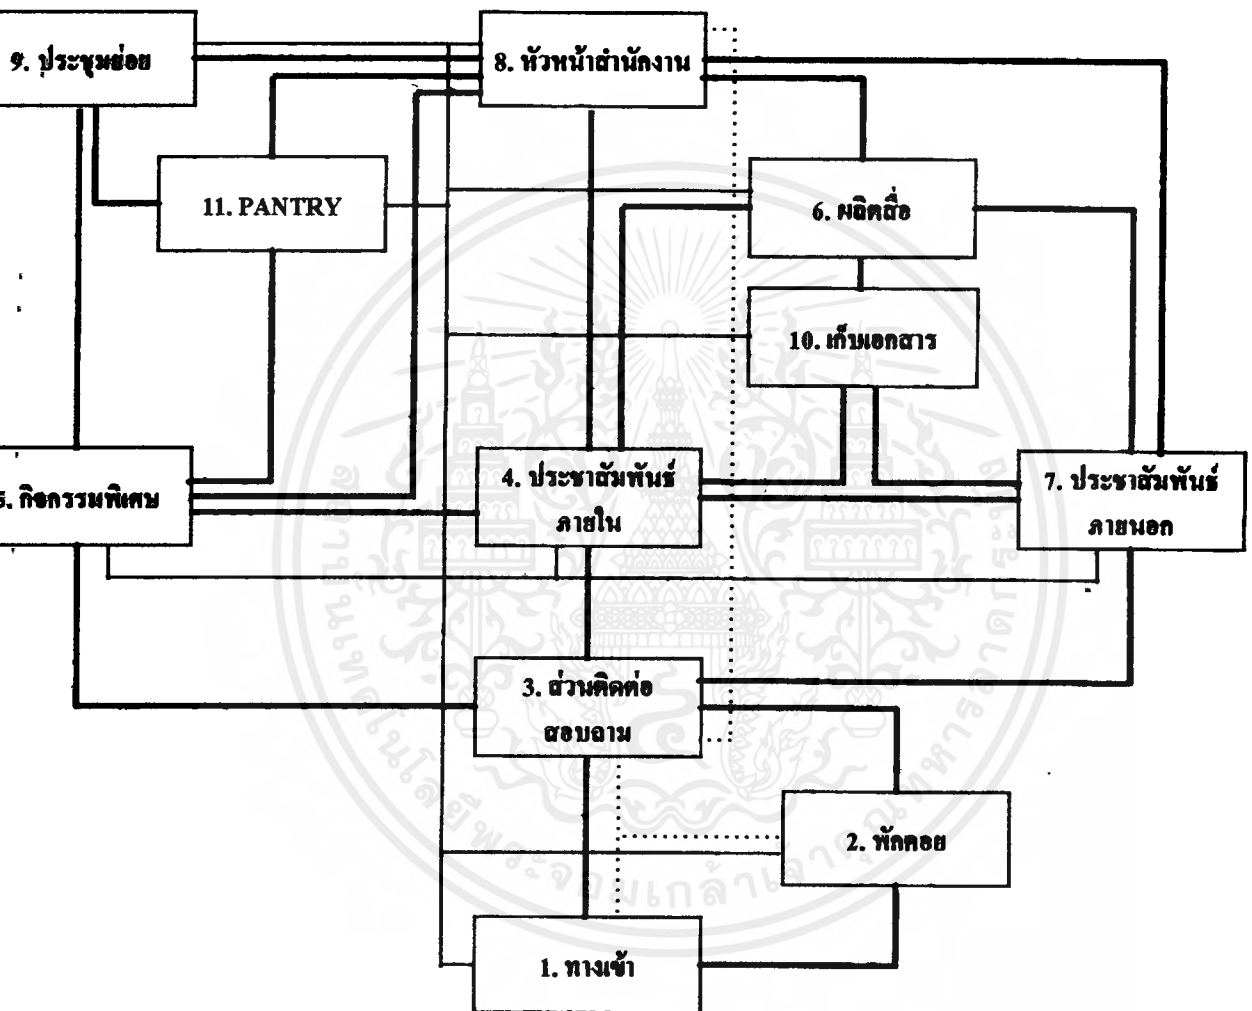 9. ประชุมย่อย
8. หัวหน้าสำนักงาน
11. PANTRY
6. ผลิตสื่อ
10. เก็บเอกสาร
5. กิจกรรมพิเศษ
4. ประชาสัมพันธ์
ภายใน
7. ประชาสัมพันธ์
ภายนอก
3. ส่วนติดต่อ
สอบถาม
2. พักคอย
1. ทางเข้า